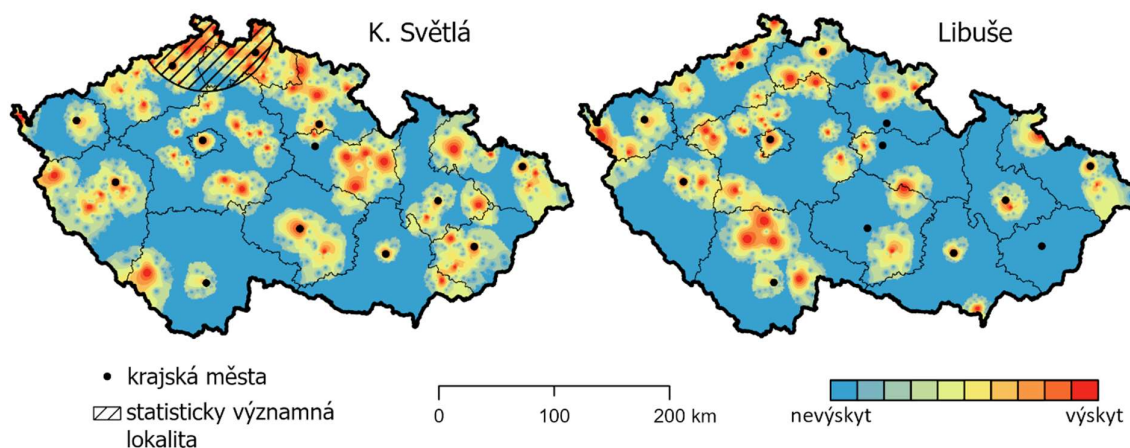 K. Světlá
Libuše
krajská města
statisticky významná
lokalita
0 100 200 km
nevýskyt výskyt